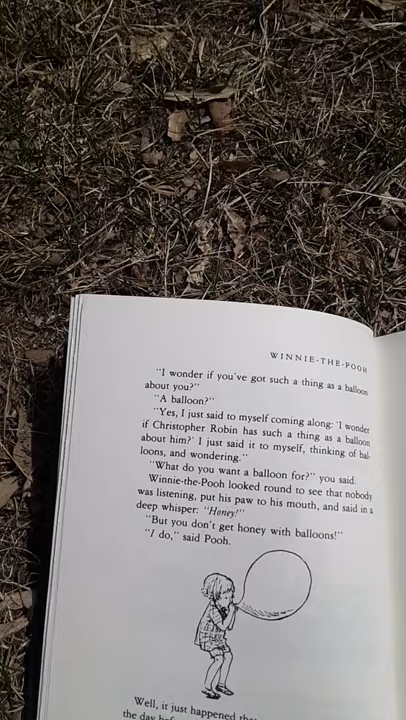 WINNIE-THE-POOH
"I wonder if you've got such a thing as a balloon
about you?"
"A balloon?"
"Yes, I just said to myself coming along: 'I wonder
if Christopher Robin has such a thing as a balloon
about him?' I just said it to myself, thinking of bal-
loons, and wondering."
"What do you want a balloon for?" you said.
Winnie-the-Pooh looked round to see that nobody
was listening, put his paw to his mouth, and said in a
deep whisper: "Honey!"
"But you don't get honey with balloons!"
"I do," said Pooh.
Well, it just happened that
the day